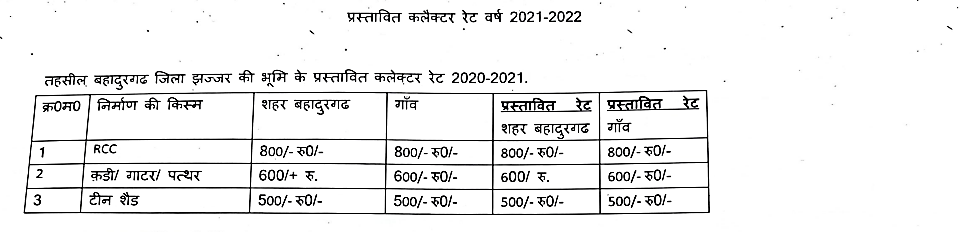 प्रस्तावित कलैक्टर रेट वर्ष 2021-2022
तहसील बहादुरगढ जिला झज्जर की भूमि के प्रस्तावित कलेक्टर रेट 2020-2021.
क्र0म0 निर्माण की किस्म शहर बहादुरगढ गाँव प्रस्तावित रेट शहर बहादुरगढ प्रस्तावित रेट गाँव
1 RCC 800/- रु0/- 800/- रु0/- 800/- रु0/- 800/- रु0/-
2 क़डी/ गाटर/ पत्थर 600/+ रु. 600/- रु0/- 600/ रु. 600/- रु0/-
3 टीन शैड 500/- रु0/- 500/- रु0/- 500/- रु0/- 500/- रु0/-